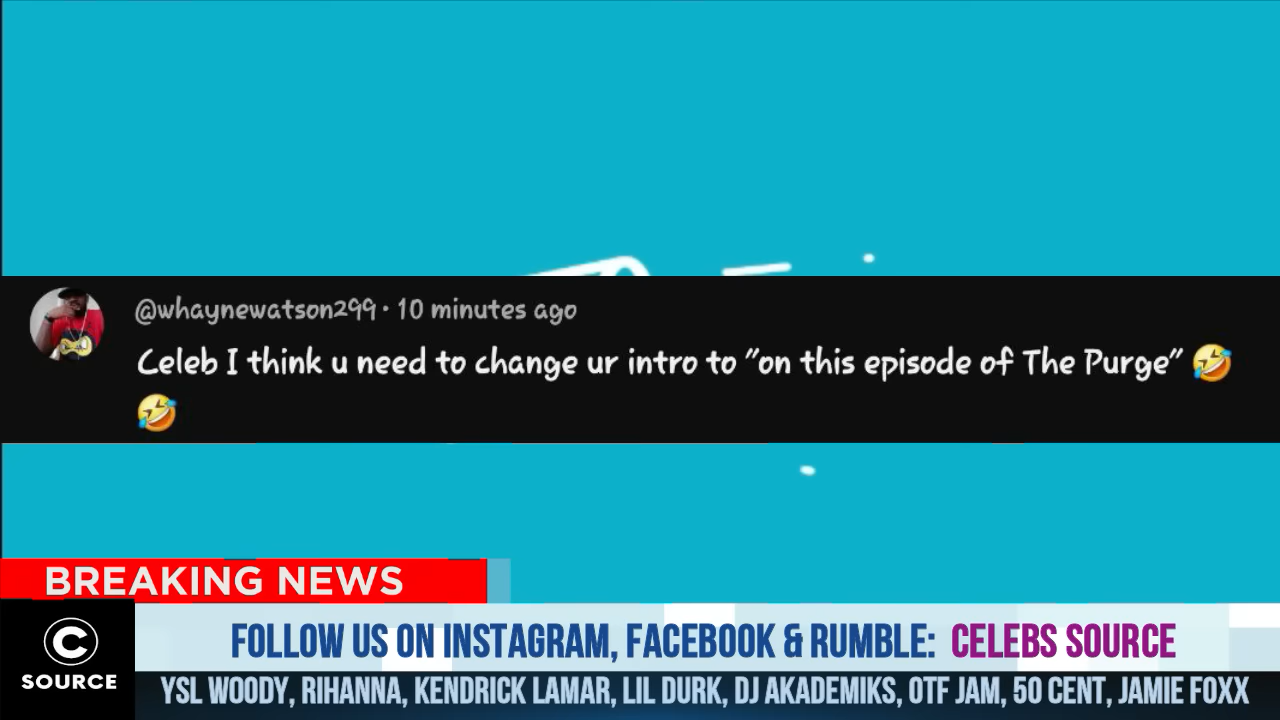 @whaynewatson299 · 10 minutes ago
Celeb I think u need to change ur intro to “on this episode of The Purge” 🤣
🤣
BREAKING NEWS
C
SOURCE
FOLLOW US ON INSTAGRAM, FACEBOOK & RUMBLE: CELEBS SOURCE
YSL WOODY, RIHANNA, KENDRICK LAMAR, LIL DURK, DJ AKADEMIKS, OTF JAM, 50 CENT, JAMIE FOXX